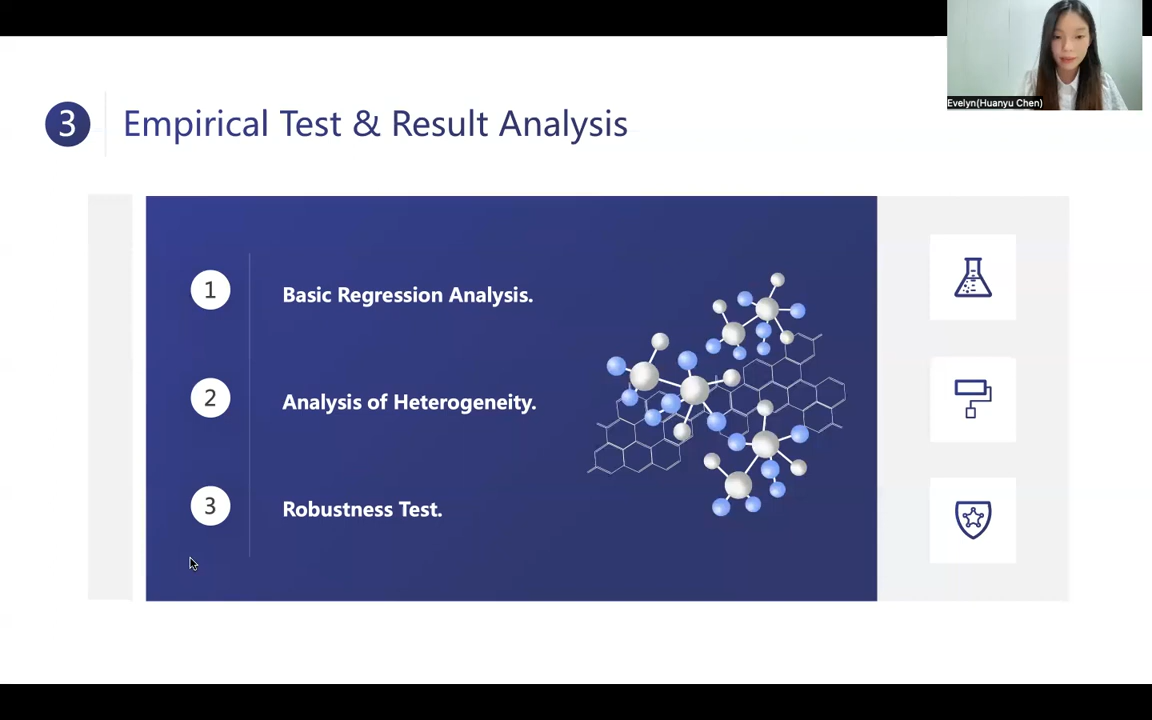 Evelyn(Huanyu Chen)
3
Empirical Test & Result Analysis
1
Basic Regression Analysis.
2
Analysis of Heterogeneity.
3
Robustness Test.